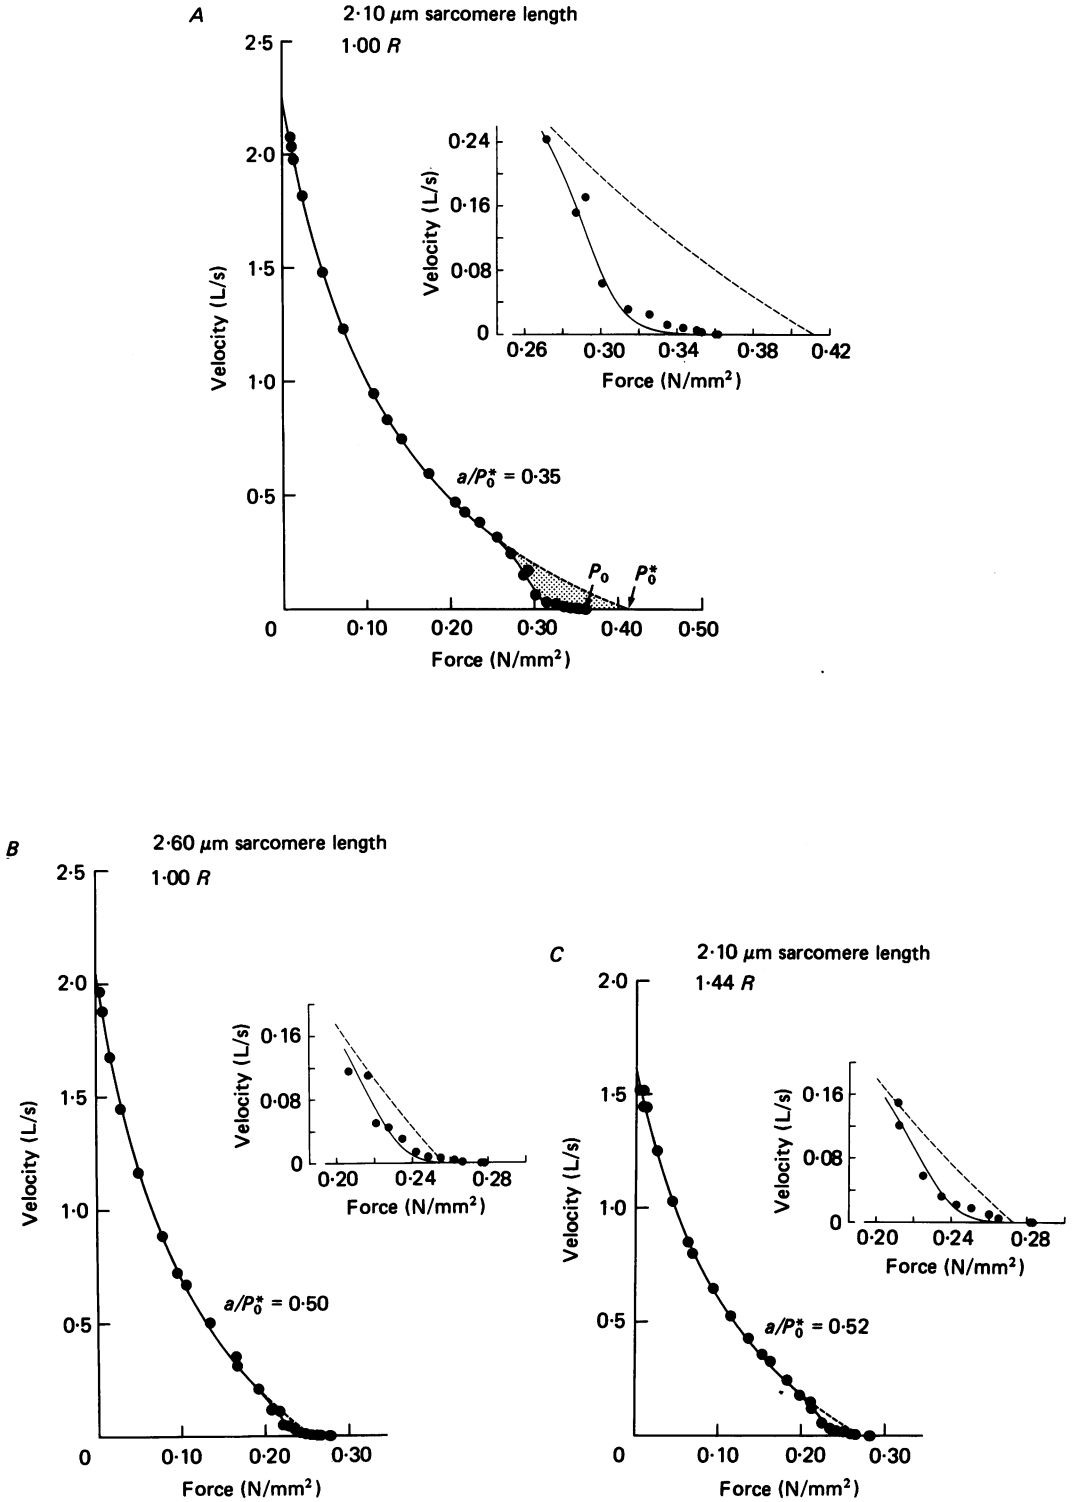 A
2·10 μm sarcomere length
1·00 R
2·5
2·0
1·5
1·0
0·5
Velocity (L/s)
0·24
0·16
0·08
0
Velocity (L/s)
0·26 0·30 0·34 0·38 0·42
Force (N/mm²)
a/P₀* = 0·35
P₀
P₀*
0 0·10 0·20 0·30 0·40 0·50
Force (N/mm²)
B
2·60 μm sarcomere length
1·00 R
2·5
2·0
1·5
1·0
0·5
Velocity (L/s)
0·16
0·08
0
Velocity (L/s)
0·20 0·24 0·28
Force (N/mm²)
a/P₀* = 0·50
0 0·10 0·20 0·30
Force (N/mm²)
C
2·10 μm sarcomere length
1·44 R
2·0
1·5
1·0
0·5
Velocity (L/s)
0·16
0·08
0
Velocity (L/s)
0·20 0·24 0·28
Force (N/mm²)
a/P₀* = 0·52
0 0·10 0·20 0·30
Force (N/mm²)